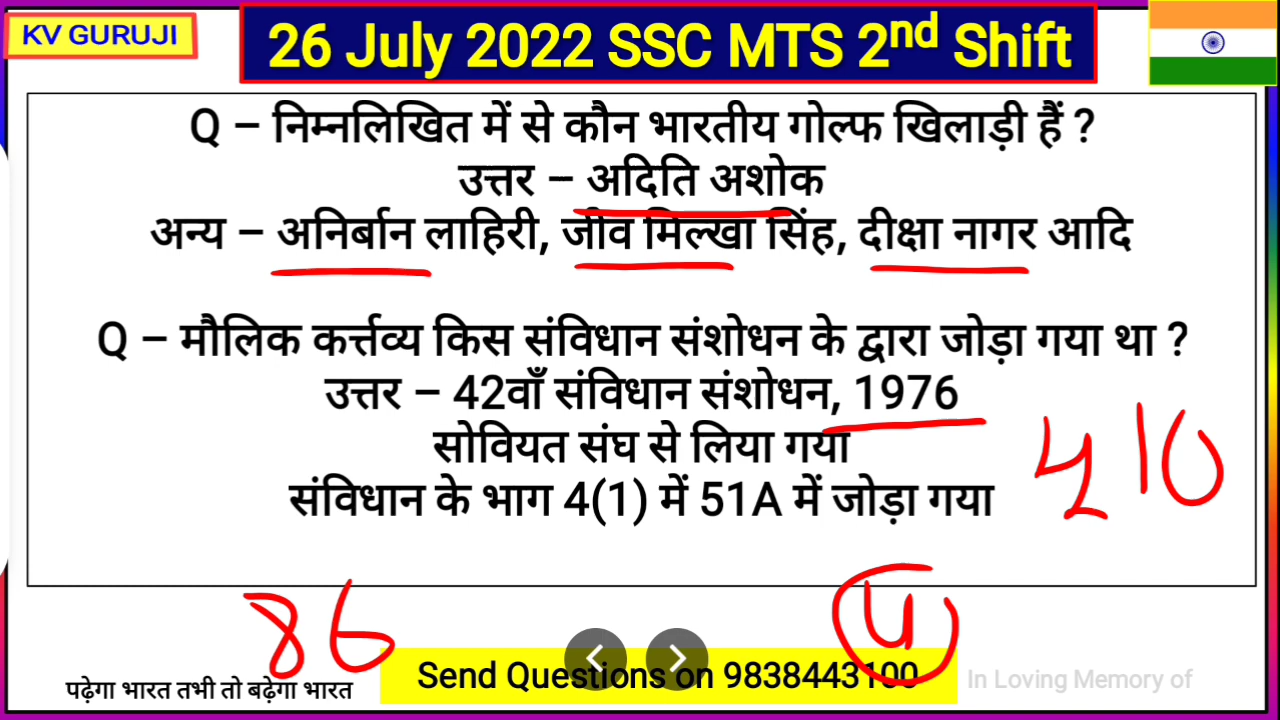 KV GURUJI
26 July 2022 SSC MTS 2nd Shift
Q – निम्नलिखित में से कौन भारतीय गोल्फ खिलाड़ी हैं ?
उत्तर – अदिति अशोक
अन्य – अनिर्बान लाहिरी, जीव मिल्खा सिंह, दीक्षा नागर आदि
Q – मौलिक कर्त्तव्य किस संविधान संशोधन के द्वारा जोड़ा गया था ?
उत्तर – 42वाँ संविधान संशोधन, 1976
सोवियत संघ से लिया गया
संविधान के भाग 4(1) में 51A में जोड़ा गया
86
पढ़ेगा भारत तभी तो बढ़ेगा भारत
Send Questions on 9838443100
In Loving Memory of